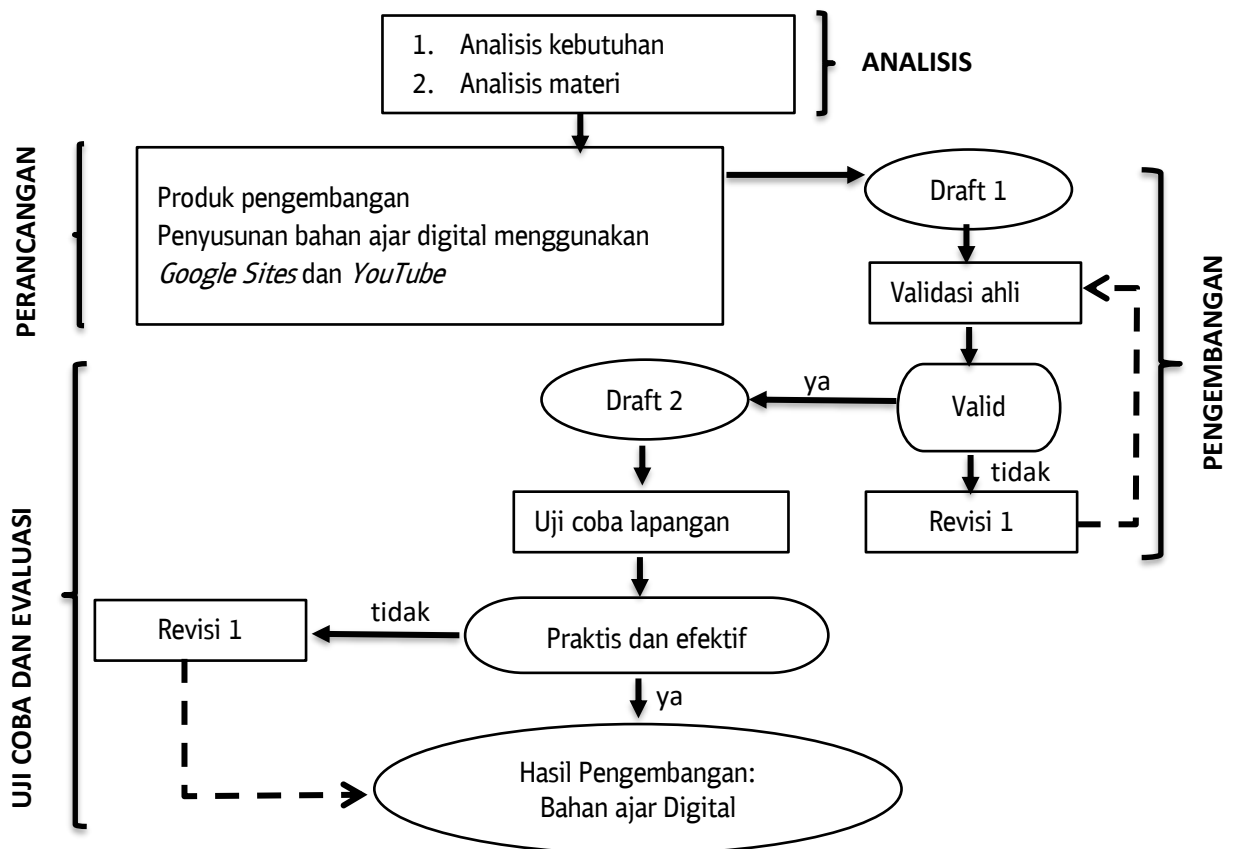 1. Analisis kebutuhan
2. Analisis materi
ANALISIS
PERANCANGAN
Produk pengembangan
Penyusunan bahan ajar digital menggunakan
Google Sites dan YouTube
Draft 1
Validasi ahli
PENGEMBANGAN
Valid
ya
Draft 2
tidak
Revisi 1
Uji coba lapangan
UJI COBA DAN EVALUASI
Praktis dan efektif
tidak
Revisi 1
ya
Hasil Pengembangan:
Bahan ajar Digital